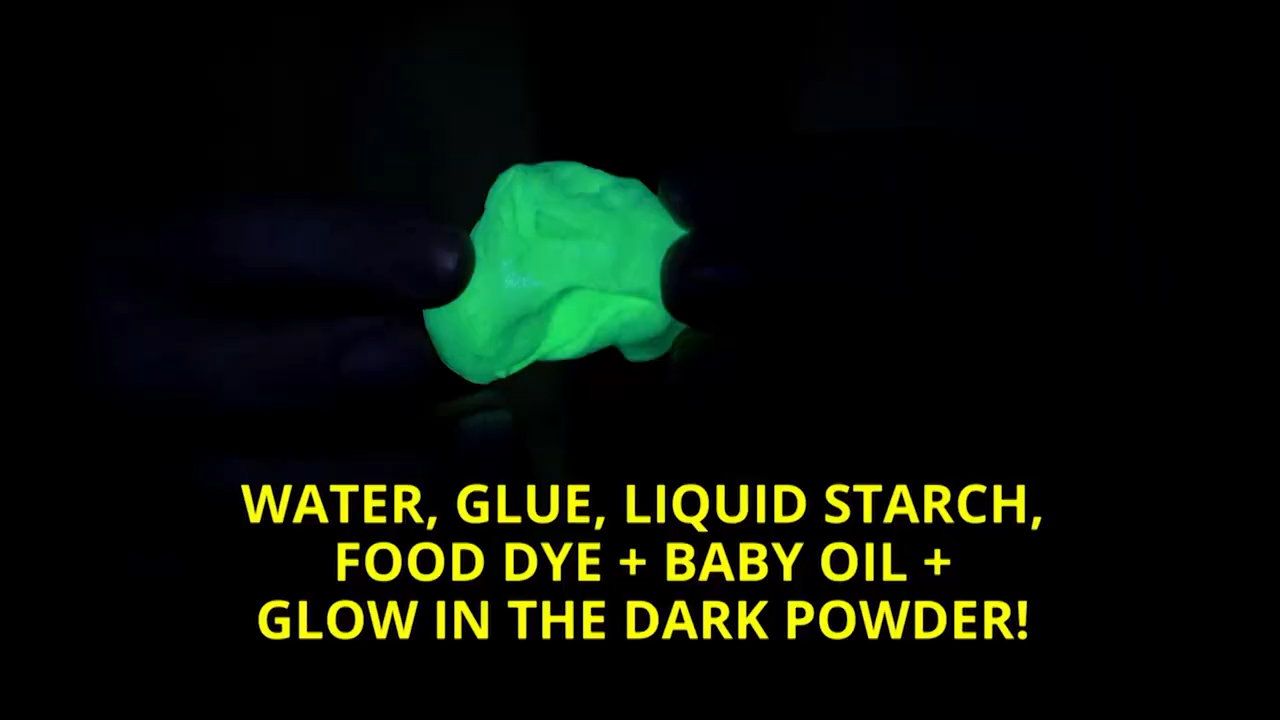 WATER, GLUE, LIQUID STARCH,
FOOD DYE + BABY OIL +
GLOW IN THE DARK POWDER!